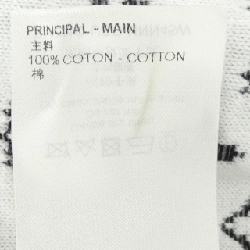 PRINCIPAL - MAIN
主料
100% COTON - COTTON
棉